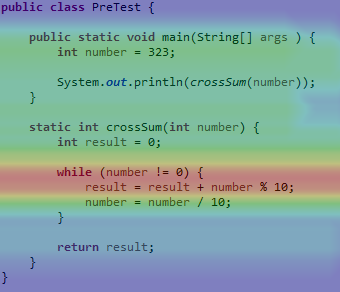 public class PreTest {
public static void main(String[] args ) {
int number = 323;
System.out.println(crossSum(number));
}
static int crossSum(int number) {
int result = 0;
while (number != 0) {
result = result + number % 10;
number = number / 10;
}
return result;
}
}